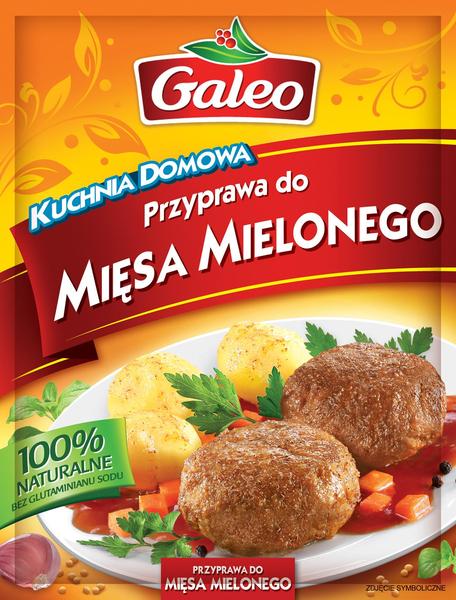 Galeo
KUCHNIA DOMOWA
Przyprawa do
MIĘSA MIELONEGO
100%
NATURALNE
BEZ GLUTAMINIANU SODU
PRZYPRAWA DO
MIĘSA MIELONEGO
ZDJĘCIE SYMBOLICZNE